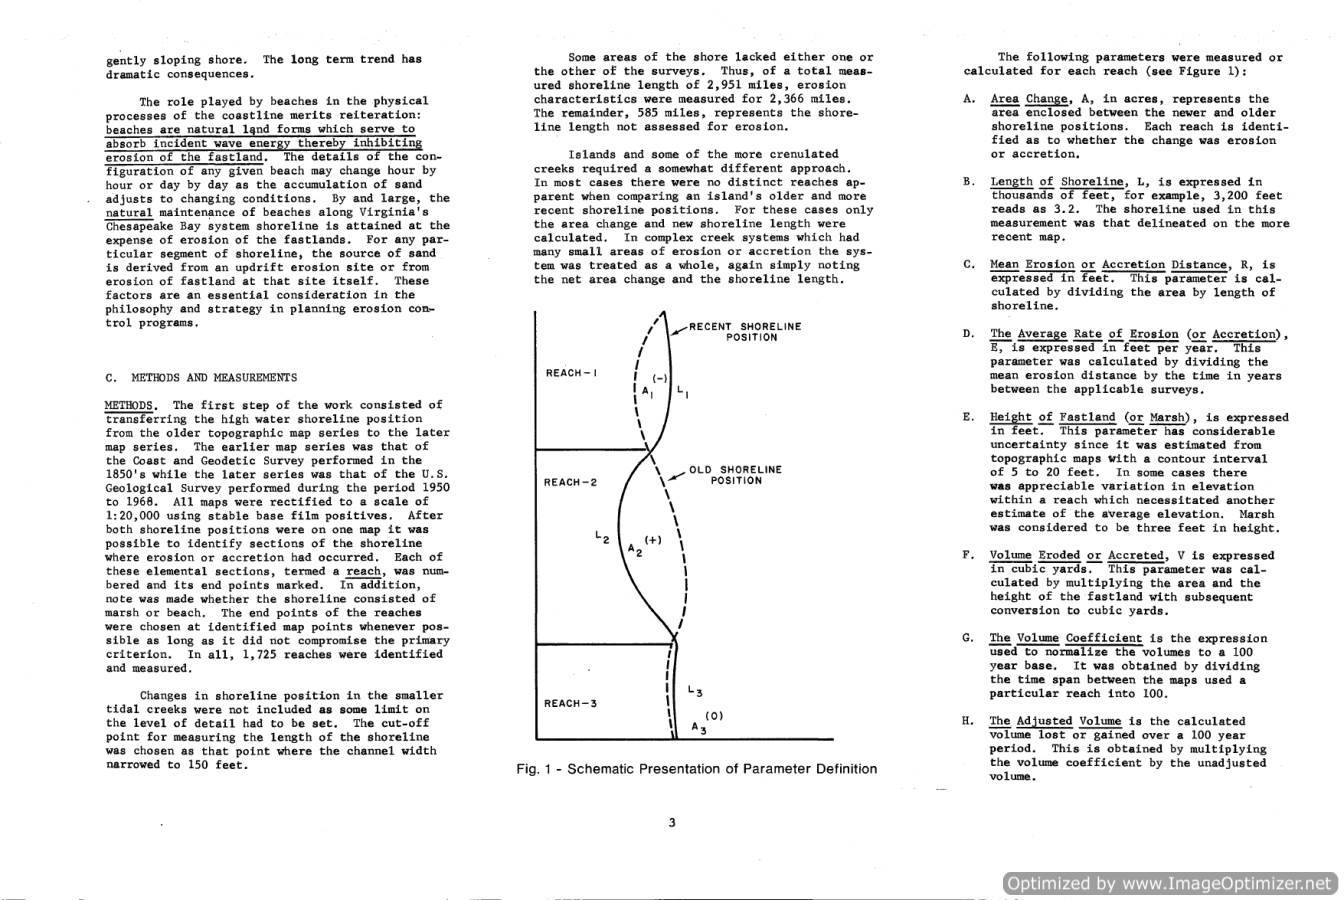 gently sloping shore. The long term trend has
dramatic consequences.
The role played by beaches in the physical
processes of the coastline merits reiteration:
beaches are natural land forms which serve to
absorb incident wave energy thereby inhibiting
erosion of the fastland. The details of the con-
figuration of any given beach may change hour by
hour or day by day as the accumulation of sand
adjusts to changing conditions. By and large, the
natural maintenance of beaches along Virginia's
Chesapeake Bay system shoreline is attained at the
expense of erosion of the fastlands. For any par-
ticular segment of shoreline, the source of sand
is derived from an updrift erosion site or from
erosion of fastland at that site itself. These
factors are an essential consideration in the
philosophy and strategy in planning erosion con-
trol programs.
C. METHODS AND MEASUREMENTS
METHODS. The first step of the work consisted of
transferring the high water shoreline position
from the older topographic map series to the later
map series. The earlier map series was that of
the Coast and Geodetic Survey performed in the
1850's while the later series was that of the U.S.
Geological Survey performed during the period 1950
to 1968. All maps were rectified to a scale of
1:20,000 using stable base film positives. After
both shoreline positions were on one map it was
possible to identify sections of the shoreline
where erosion or accretion had occurred. Each of
these elemental sections, termed a reach, was num-
bered and its end points marked. In addition,
note was made whether the shoreline consisted of
marsh or beach. The end points of the reaches
were chosen at identified map points whenever pos-
sible as long as it did not compromise the primary
criterion. In all, 1,725 reaches were identified
and measured.
Changes in shoreline position in the smaller
tidal creeks were not included as some limit on
the level of detail had to be set. The cut-off
point for measuring the length of the shoreline
was chosen as that point where the channel width
narrowed to 150 feet.
Some areas of the shore lacked either one or
the other of the surveys. Thus, of a total meas-
ured shoreline length of 2,951 miles, erosion
characteristics were measured for 2,366 miles.
The remainder, 585 miles, represents the shore-
line length not assessed for erosion.
Islands and some of the more crenulated
creeks required a somewhat different approach.
In most cases there were no distinct reaches ap-
parent when comparing an island's older and more
recent shoreline positions. For these cases only
the area change and new shoreline length were
calculated. In complex creek systems which had
many small areas of erosion or accretion the sys-
tem was treated as a whole, again simply noting
the net area change and the shoreline length.
RECENT SHORELINE
POSITION
REACH-1
(-)
A1
L1
OLD SHORELINE
POSITION
REACH-2
L2
A2
(+)
REACH-3
L3
(0)
A3
Fig. 1 - Schematic Presentation of Parameter Definition
The following parameters were measured or
calculated for each reach (see Figure 1):
A. Area Change, A, in acres, represents the
area enclosed between the newer and older
shoreline positions. Each reach is identi-
fied as to whether the change was erosion
or accretion.
B. Length of Shoreline, L, is expressed in
thousands of feet, for example, 3,200 feet
reads as 3.2. The shoreline used in this
measurement was that delineated on the more
recent map.
C. Mean Erosion or Accretion Distance, R, is
expressed in feet. This parameter is cal-
culated by dividing the area by length of
shoreline.
D. The Average Rate of Erosion (or Accretion),
E, is expressed in feet per year. This
parameter was calculated by dividing the
mean erosion distance by the time in years
between the applicable surveys.
E. Height of Fastland (or Marsh), is expressed
in feet. This parameter has considerable
uncertainty since it was estimated from
topographic maps with a contour interval
of 5 to 20 feet. In some cases there
was appreciable variation in elevation
within a reach which necessitated another
estimate of the average elevation. Marsh
was considered to be three feet in height.
F. Volume Eroded or Accreted, V is expressed
in cubic yards. This parameter was cal-
culated by multiplying the area and the
height of the fastland with subsequent
conversion to cubic yards.
G. The Volume Coefficient is the expression
used to normalize the volumes to a 100
year base. It was obtained by dividing
the time span between the maps used a
particular reach into 100.
H. The Adjusted Volume is the calculated
volume lost or gained over a 100 year
period. This is obtained by multiplying
the volume coefficient by the unadjusted
volume.
3
Optimized by www.ImageOptimizer.net